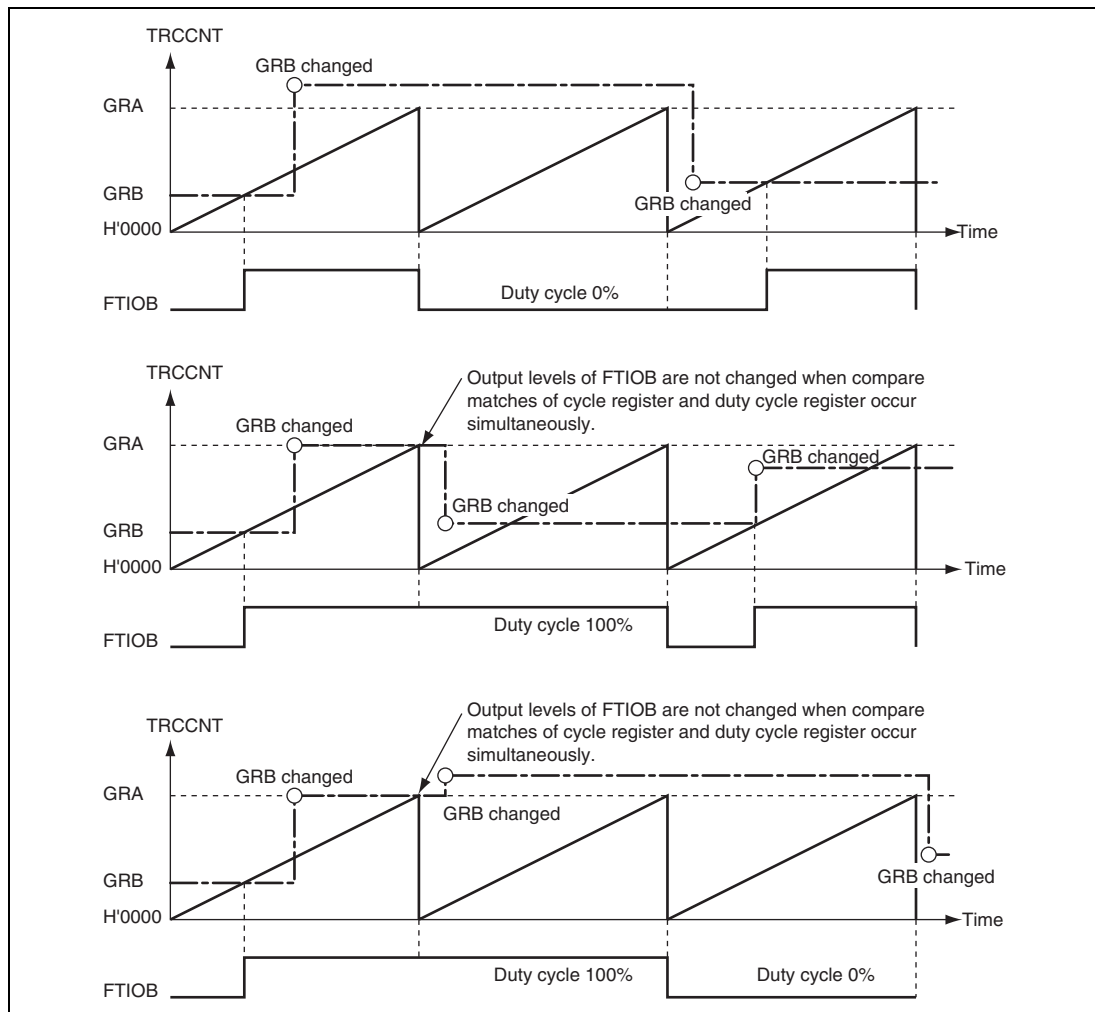 TRCCNT
GRB changed
GRA
GRB
GRB changed
H'0000
Time
Duty cycle 0%
FTIOB
TRCCNT
Output levels of FTIOB are not changed when compare
matches of cycle register and duty cycle register occur
simultaneously.
GRB changed
GRA
GRB changed
GRB changed
GRB
H'0000
Time
Duty cycle 100%
FTIOB
Output levels of FTIOB are not changed when compare
matches of cycle register and duty cycle register occur
simultaneously.
TRCCNT
GRB changed
GRA
GRB changed
GRB
GRB changed
H'0000
Time
Duty cycle 100%
Duty cycle 0%
FTIOB